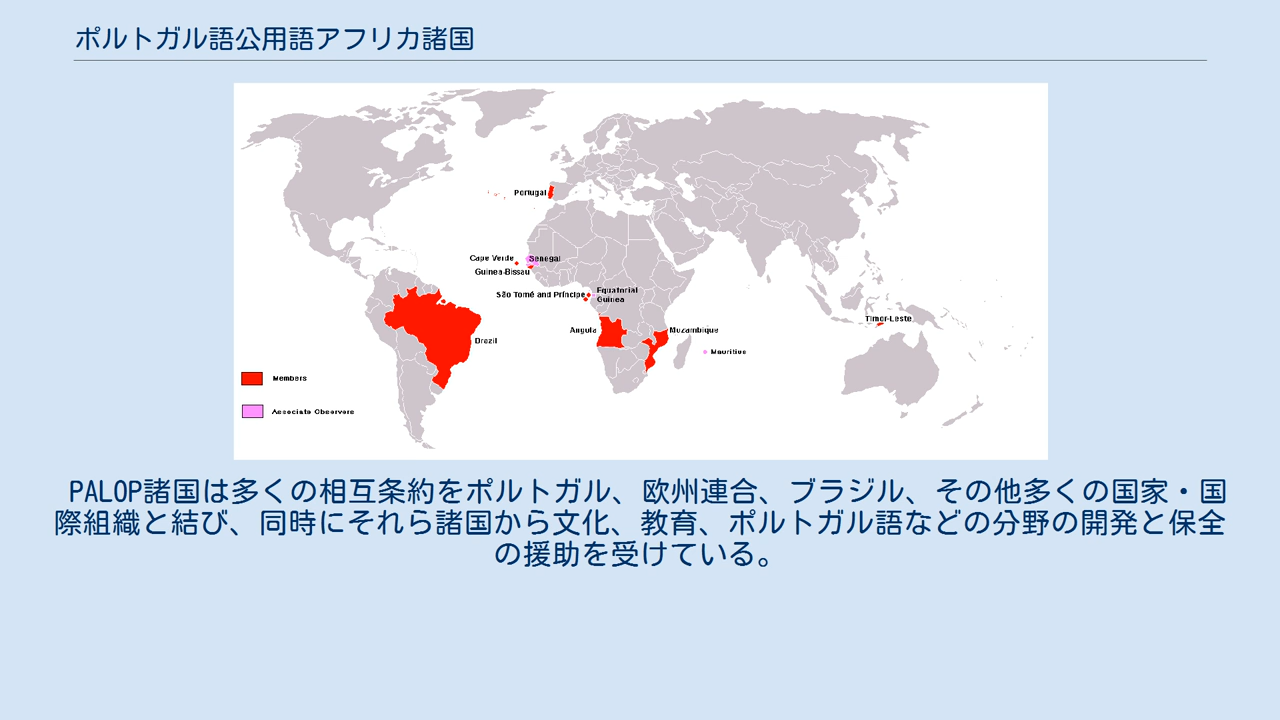 ポルトガル語公用語アフリカ諸国
Portugal
Cape Verde
Senegal
Guinea-Bissau
São Tomé and Príncipe
Equatorial
Guinea
Timor-Leste
Angola
Mozambique
Brazil
Mauritius
Members
Associate Observers
PALOP諸国は多くの相互条約をポルトガル、欧州連合、ブラジル、その他多くの国家・国
際組織と結び、同時にそれら諸国から文化、教育、ポルトガル語などの分野の開発と保全
の援助を受けている。